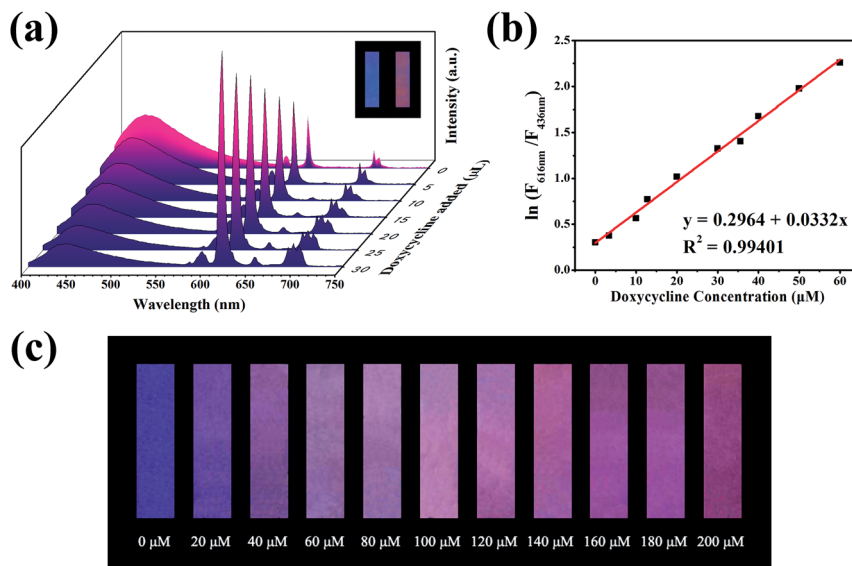 (a)
Intensity (a.u.)
0
5
10
15
20
25
30
Doxycycline added (μL)
400 450 500 550 600 650 700 750
Wavelength (nm)
(b)
2.5
2.0
1.5
1.0
0.5
0.0
ln (F616nm /F436nm)
y = 0.2964 + 0.0332x
R2 = 0.99401
0 10 20 30 40 50 60
Doxycycline Concentration (μM)
(c)
0 μM 20 μM 40 μM 60 μM 80 μM 100 μM 120 μM 140 μM 160 μM 180 μM 200 μM